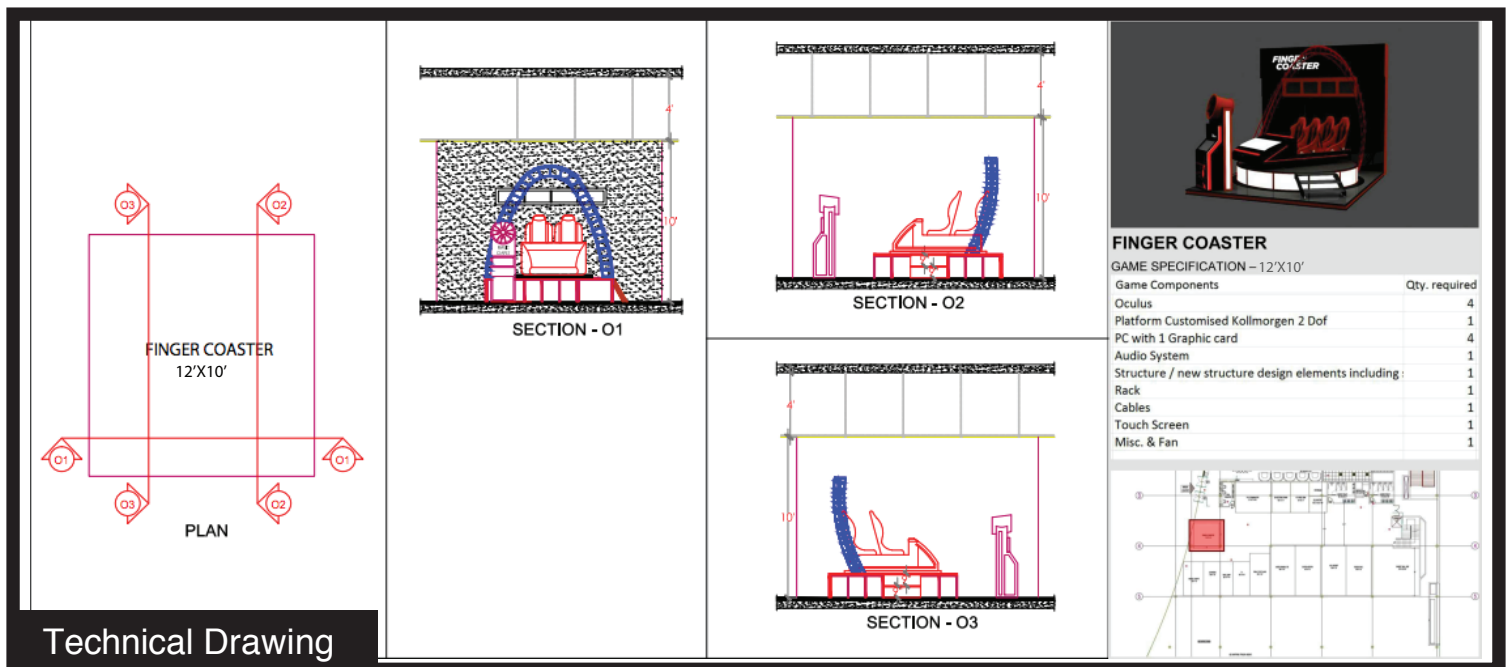 O3
O2
FINGER COASTER
12'X10'
O1
O1
O3
O2
PLAN
4'
10'
SECTION - O1
4'
10'
SECTION - O2
4'
10'
SECTION - O3
FINGER
COASTER
FINGER COASTER
GAME SPECIFICATION – 12'X10'
Game Components Qty. required
Oculus 4
Platform Customised Kollmorgen 2 Dof 1
PC with 1 Graphic card 4
Audio System 1
Structure / new structure design elements including 1
Rack 1
Cables 1
Touch Screen 1
Misc. & Fan 1
Technical Drawing